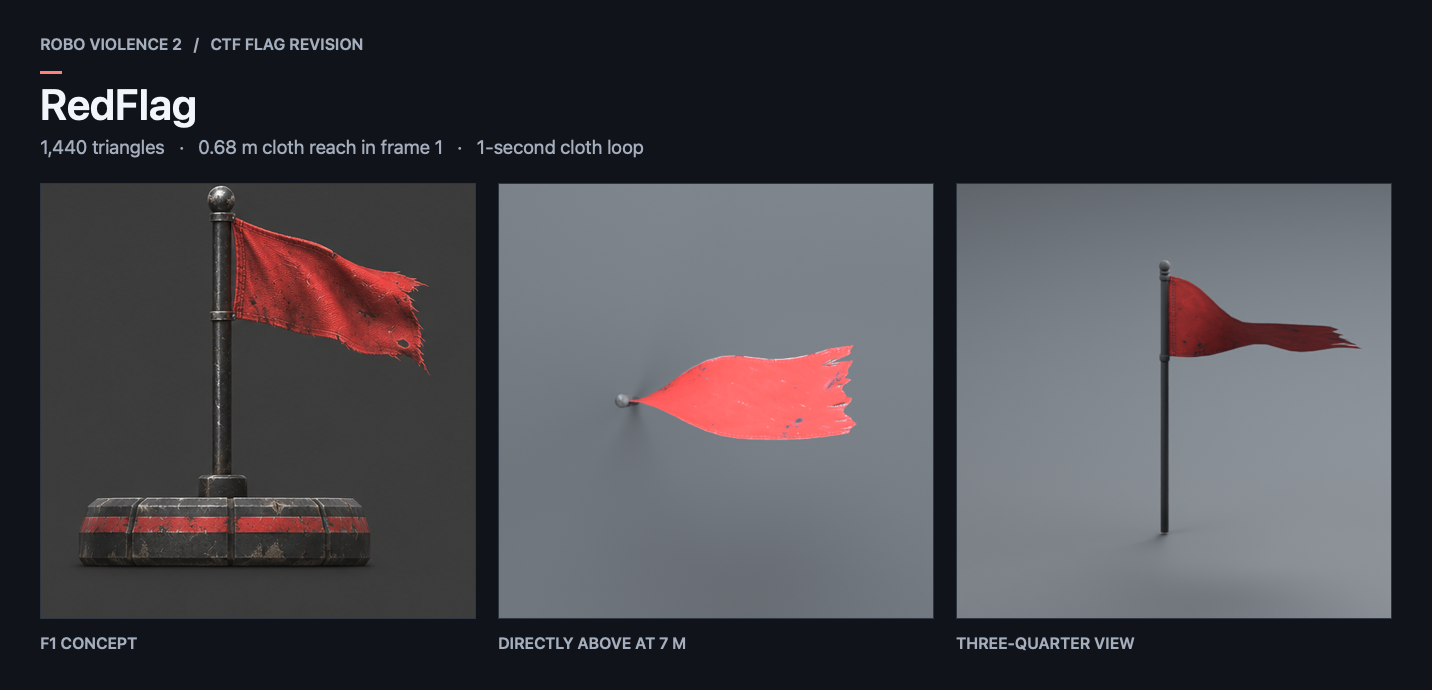 ROBO VIOLENCE 2 / CTF FLAG REVISION
RedFlag
1,440 triangles · 0.68 m cloth reach in frame 1 · 1-second cloth loop
F1 CONCEPT
DIRECTLY ABOVE AT 7 M
THREE-QUARTER VIEW